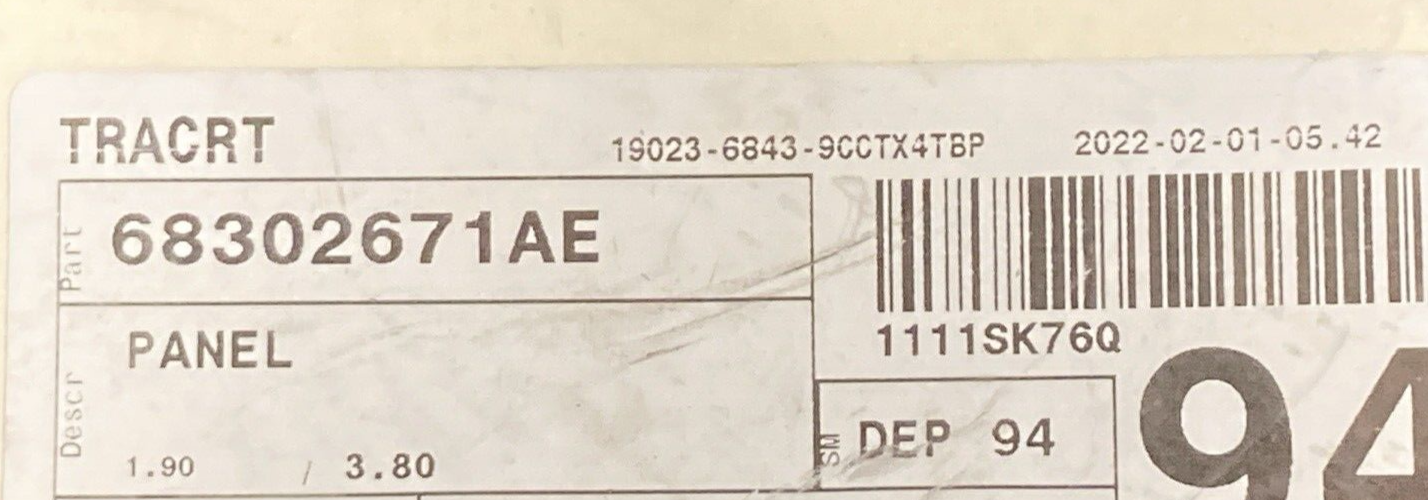 TRACRT 19023-6843-9CCTX4TBP 2022-02-01-05.42
Part 68302671AE
1111SK76Q
Descr PANEL
SM DEP 94 94
1.90 / 3.80